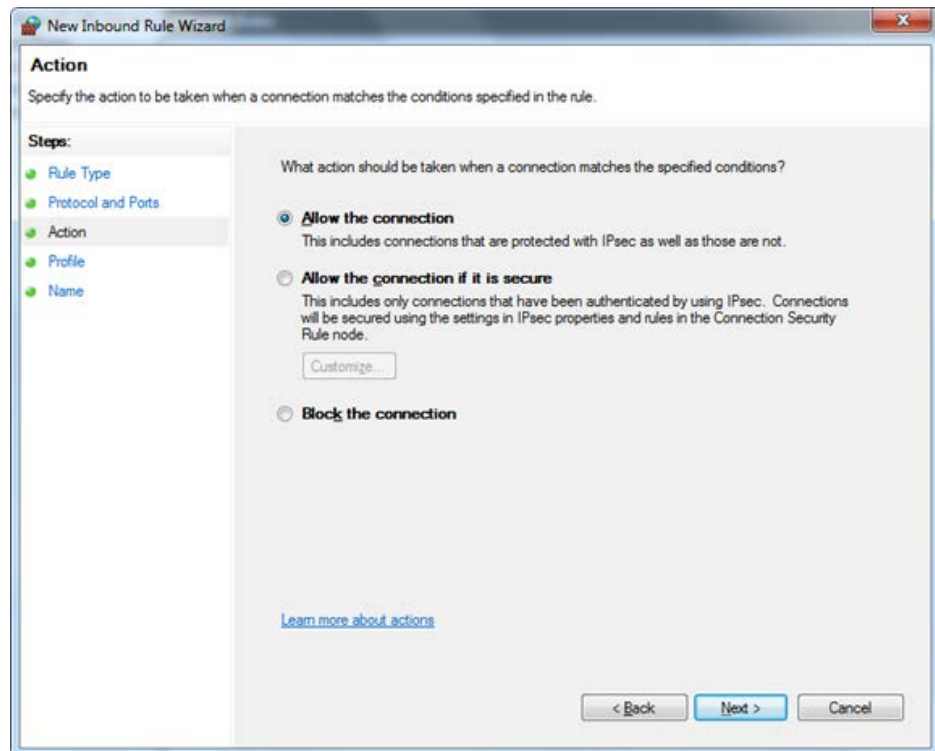 New Inbound Rule Wizard
Action
Specify the action to be taken when a connection matches the conditions specified in the rule.
Steps:
Rule Type
Protocol and Ports
Action
Profile
Name
What action should be taken when a connection matches the specified conditions?
Allow the connection
This includes connections that are protected with IPsec as well as those are not.
Allow the connection if it is secure
This includes only connections that have been authenticated by using IPsec. Connections
will be secured using the settings in IPsec properties and rules in the Connection Security
Rule node.
Customize...
Block the connection
Learn more about actions
< Back
Next >
Cancel